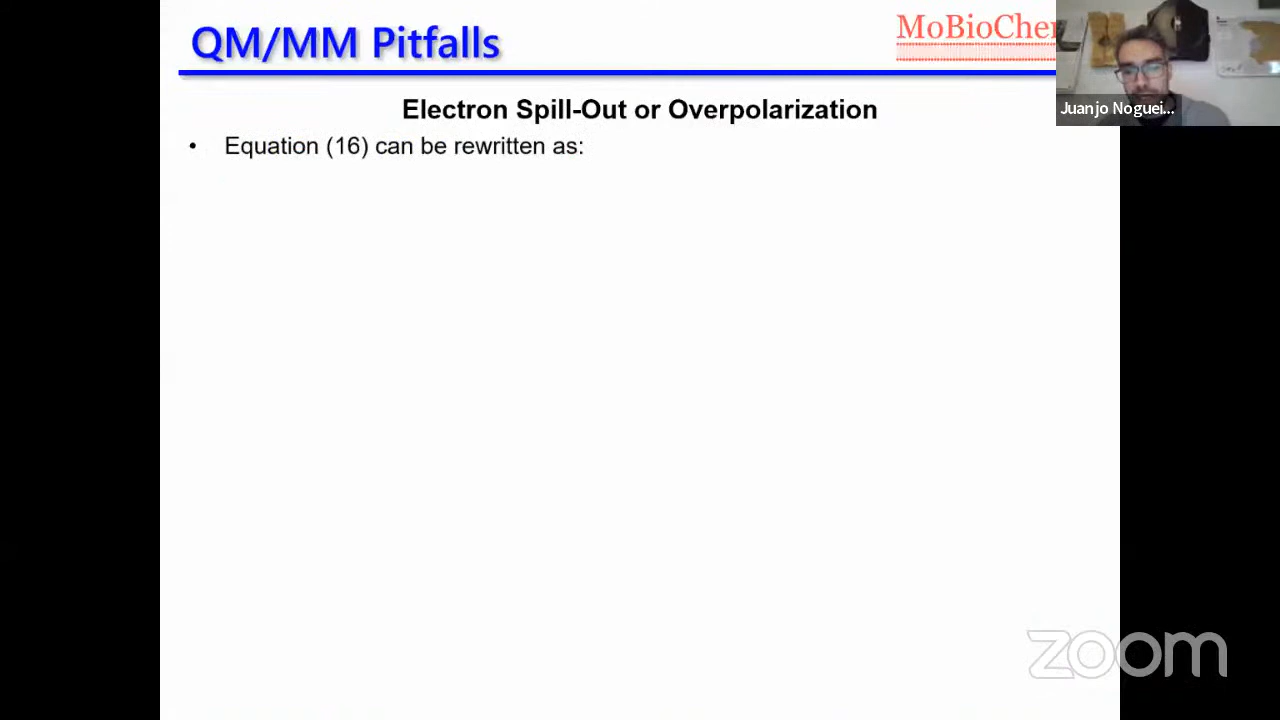 QM/MM Pitfalls
MoBioChe
Juanjo Noguei...
Electron Spill-Out or Overpolarization
• Equation (16) can be rewritten as:
zoom